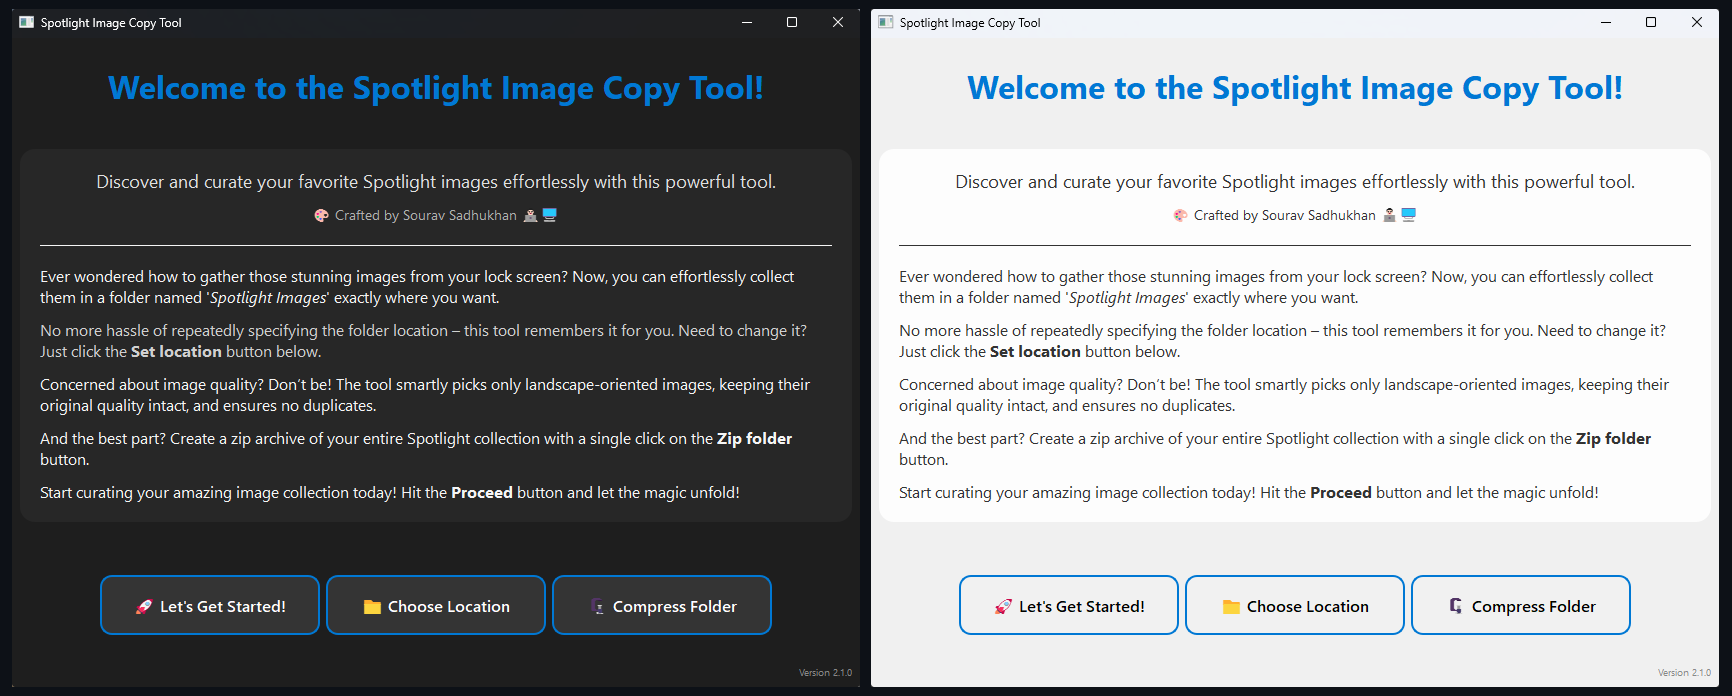 Spotlight Image Copy Tool
Welcome to the Spotlight Image Copy Tool!
Discover and curate your favorite Spotlight images effortlessly with this powerful tool.
🎨 Crafted by Sourav Sadhukhan 👨🏻‍💻🖥️
Ever wondered how to gather those stunning images from your lock screen? Now, you can effortlessly collect
them in a folder named 'Spotlight Images' exactly where you want.
No more hassle of repeatedly specifying the folder location – this tool remembers it for you. Need to change it?
Just click the Set location button below.
Concerned about image quality? Don't be! The tool smartly picks only landscape-oriented images, keeping their
original quality intact, and ensures no duplicates.
And the best part? Create a zip archive of your entire Spotlight collection with a single click on the Zip folder
button.
Start curating your amazing image collection today! Hit the Proceed button and let the magic unfold!
🚀 Let's Get Started!
📁 Choose Location
🗜️ Compress Folder
Version 2.1.0
Spotlight Image Copy Tool
Welcome to the Spotlight Image Copy Tool!
Discover and curate your favorite Spotlight images effortlessly with this powerful tool.
🎨 Crafted by Sourav Sadhukhan 👨🏻‍💻🖥️
Ever wondered how to gather those stunning images from your lock screen? Now, you can effortlessly collect
them in a folder named 'Spotlight Images' exactly where you want.
No more hassle of repeatedly specifying the folder location – this tool remembers it for you. Need to change it?
Just click the Set location button below.
Concerned about image quality? Don't be! The tool smartly picks only landscape-oriented images, keeping their
original quality intact, and ensures no duplicates.
And the best part? Create a zip archive of your entire Spotlight collection with a single click on the Zip folder
button.
Start curating your amazing image collection today! Hit the Proceed button and let the magic unfold!
🚀 Let's Get Started!
📁 Choose Location
🗜️ Compress Folder
Version 2.1.0